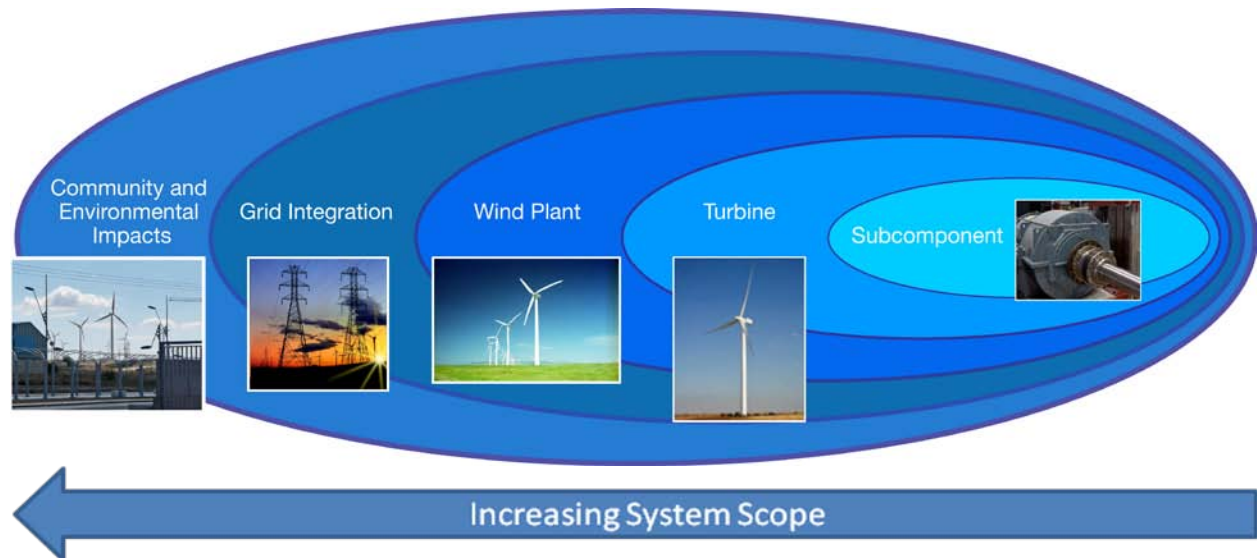 Community and
Environmental
Impacts
Grid Integration
Wind Plant
Turbine
Subcomponent
Increasing System Scope